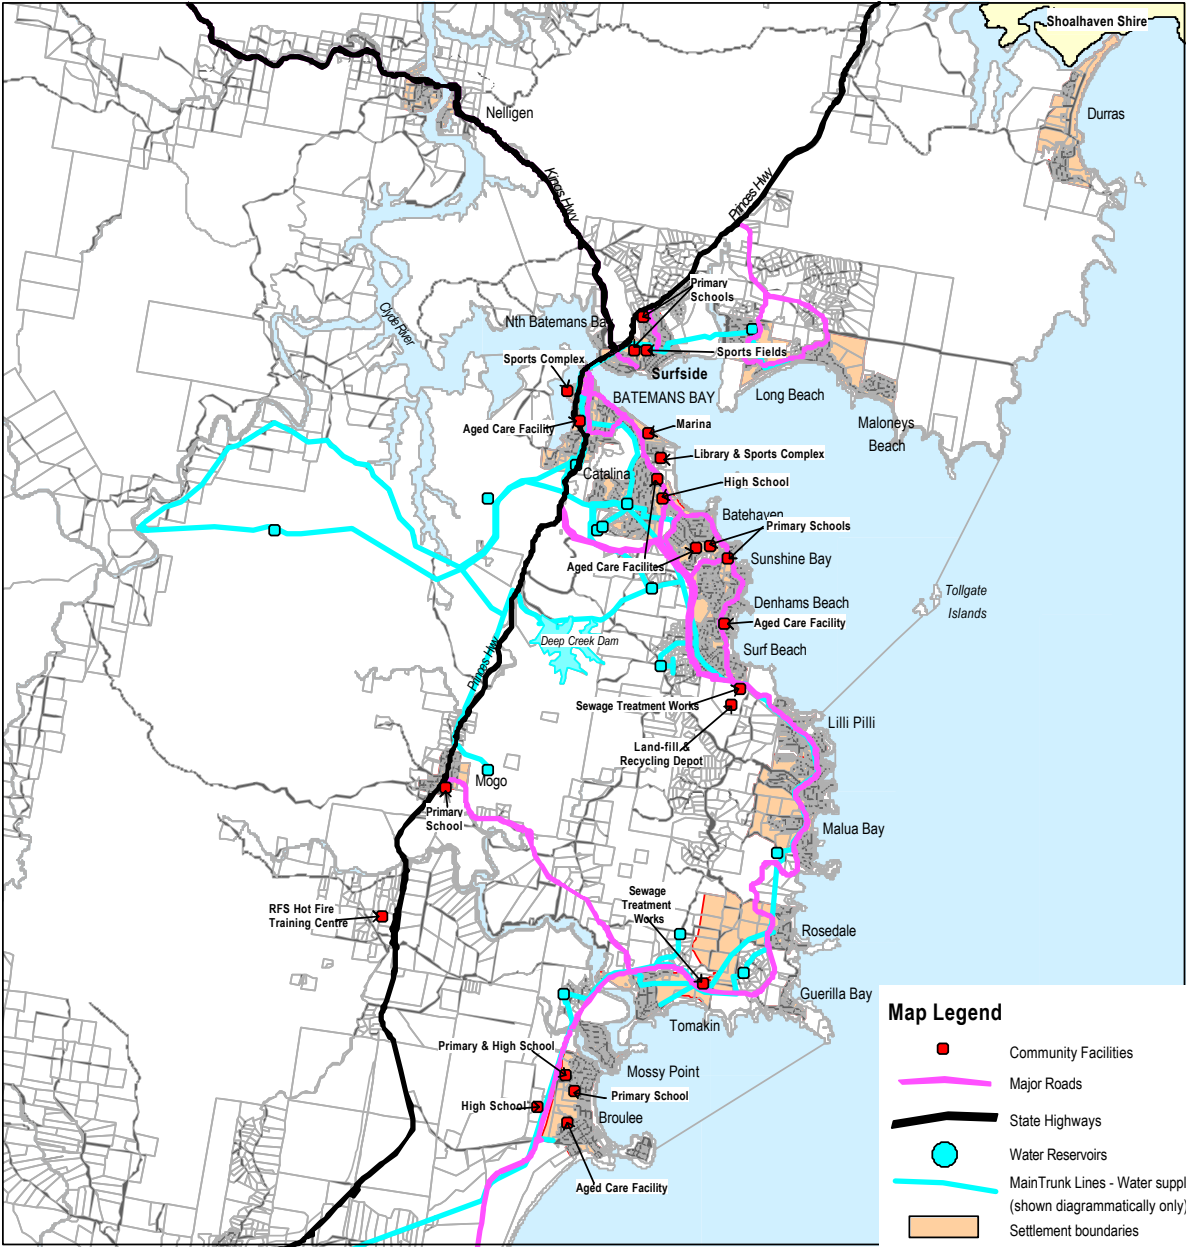 Shoalhaven Shire
Durras
Nelligen
Kings Hwy
Princes Hwy
Clyde River
Primary
Schools
Nth Batemans Bay
Sports Complex
Sports Fields
Surfside
BATEMANS BAY
Long Beach
Maloneys
Beach
Aged Care Facility
Marina
Library & Sports Complex
Catalina
High School
Batehaven
Primary Schools
Sunshine Bay
Aged Care Facilites
Tollgate
Islands
Denhams Beach
Aged Care Facility
Deep Creek Dam
Surf Beach
Princes Hwy
Sewage Treatment Works
Lilli Pilli
Land-fill &
Recycling Depot
Mogo
Primary
School
Malua Bay
Sewage
Treatment
Works
RFS Hot Fire
Training Centre
Rosedale
Guerilla Bay
Tomakin
Primary & High School
Mossy Point
Primary School
High School
Broulee
Aged Care Facility
Map Legend
Community Facilities
Major Roads
State Highways
Water Reservoirs
MainTrunk Lines - Water suppl
(shown diagrammatically only)
Settlement boundaries